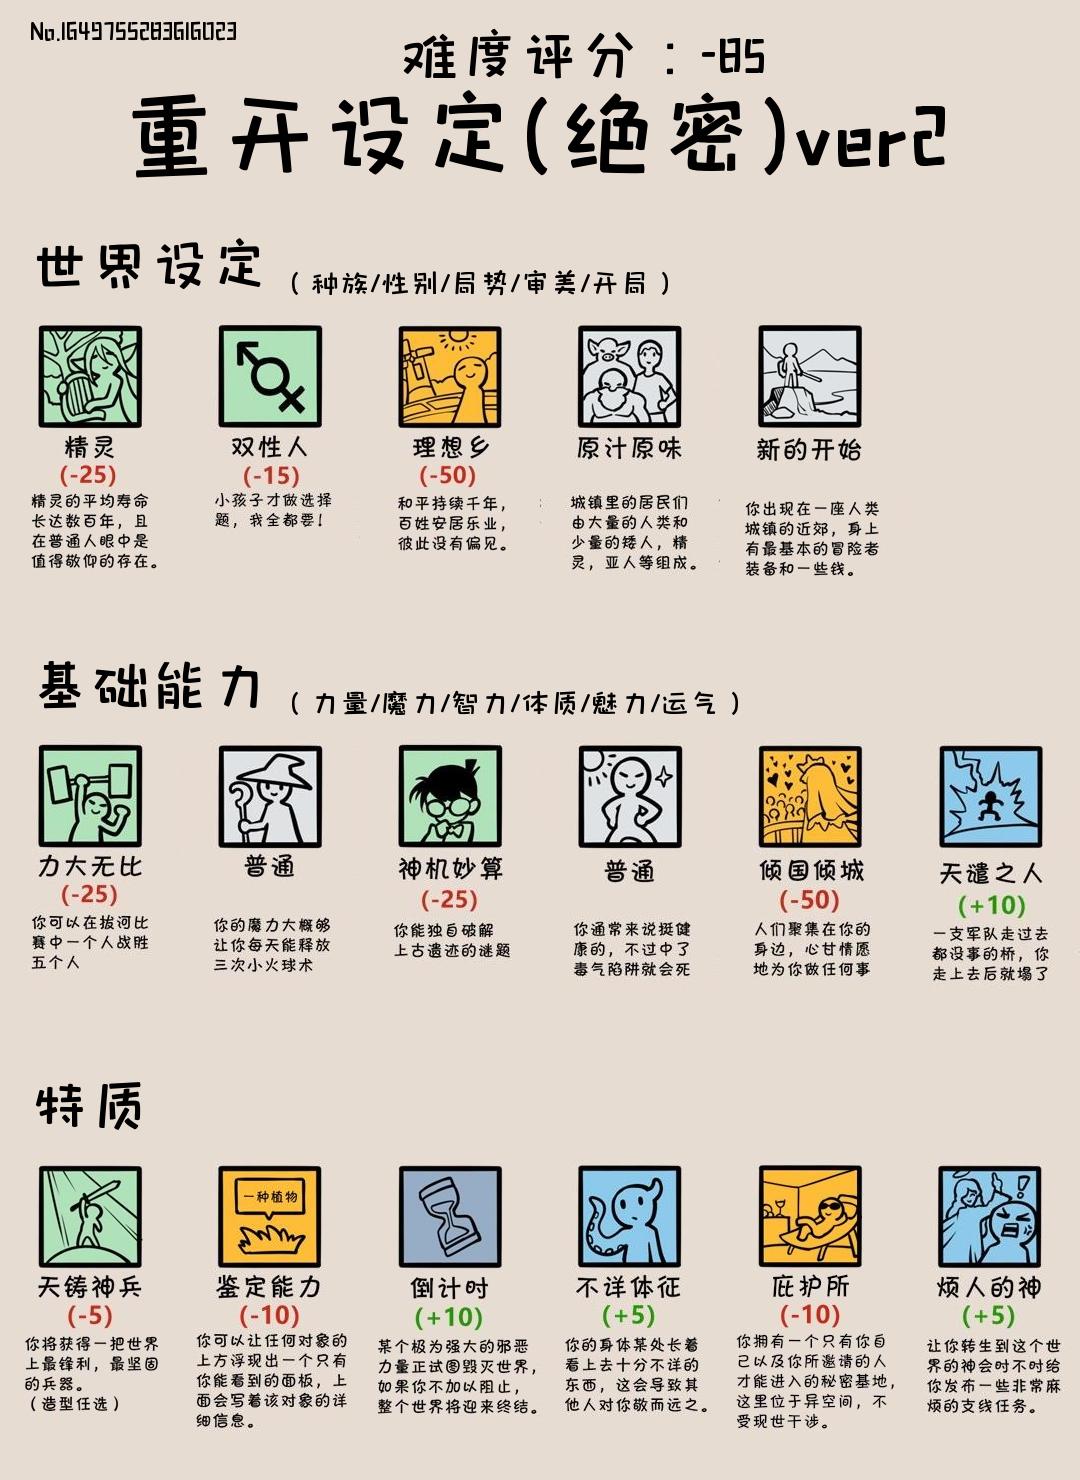 No.1649755283616023
难度评分：-85
重开设定(绝密)ver2
世界设定（种族/性别/局势/审美/开局）
精灵
(-25)
精灵的平均寿命
长达数百年，且
在普通人眼中是
值得敬仰的存在。
双性人
(-15)
小孩子才做选择
题，我全都要！
理想乡
(-50)
和平持续千年，
百姓安居乐业，
彼此没有偏见。
原汁原味
城镇里的居民们
由大量的人类和
少量的矮人，精
灵，亚人等组成。
新的开始
你出现在一座人类
城镇的近郊，身上
有最基本的冒险者
装备和一些钱。
基础能力（力量/魔力/智力/体质/魅力/运气）
力大无比
(-25)
你可以在拔河比
赛中一个人战胜
五个人
普通
你的魔力大概够
让你每天能释放
三次小火球术
神机妙算
(-25)
你能独自破解
上古遗迹的谜题
普通
你通常来说挺健
康的，不过中了
毒气陷阱就会死
倾国倾城
(-50)
人们聚集在你的
身边，心甘情愿
地为你做任何事
天谴之人
(+10)
一支军队走过去
都没事的桥，你
走上去后就塌了
特质
天铸神兵
(-5)
你将获得一把世界
上最锋利，最坚固
的兵器。
（造型任选）
一种植物
鉴定能力
(-10)
你可以让任何对象的
上方浮现出一个只有
你能看到的面板，上
面会写着该对象的详
细信息。
倒计时
(+10)
某个极为强大的邪恶
力量正试图毁灭世界，
如果你不加以阻止，
整个世界将迎来终结。
不详体征
(+5)
你的身体某处长着
看上去十分不详的
东西，这会导致其
他人对你敬而远之。
庇护所
(-10)
你拥有一个只有你自
己以及你所邀请的人
才能进入的秘密基地，
这里位于异空间，不
受现世干涉。
烦人的神
(+5)
让你转生到这个世
界的神会时不时给
你发布一些非常麻
烦的支线任务。